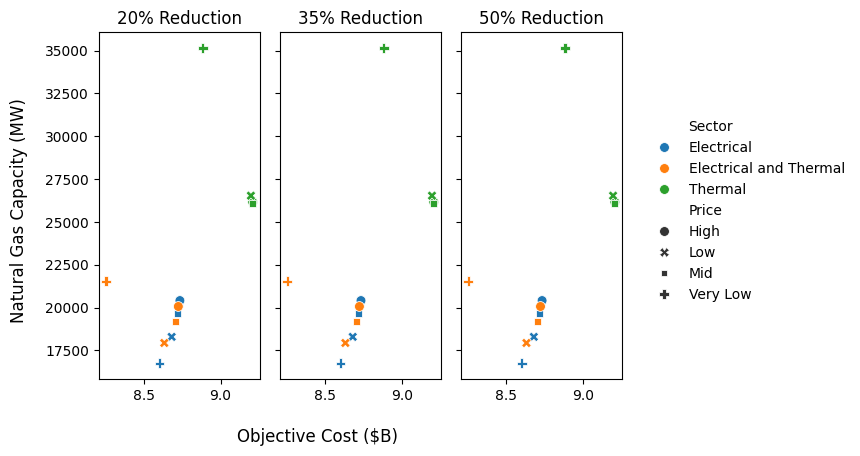 20% Reduction
35% Reduction
50% Reduction
35000
32500
30000
27500
25000
22500
20000
17500
Natural Gas Capacity (MW)
8.5
9.0
8.5
9.0
8.5
9.0
Objective Cost ($B)
Sector
Electrical
Electrical and Thermal
Thermal
Price
High
Low
Mid
Very Low